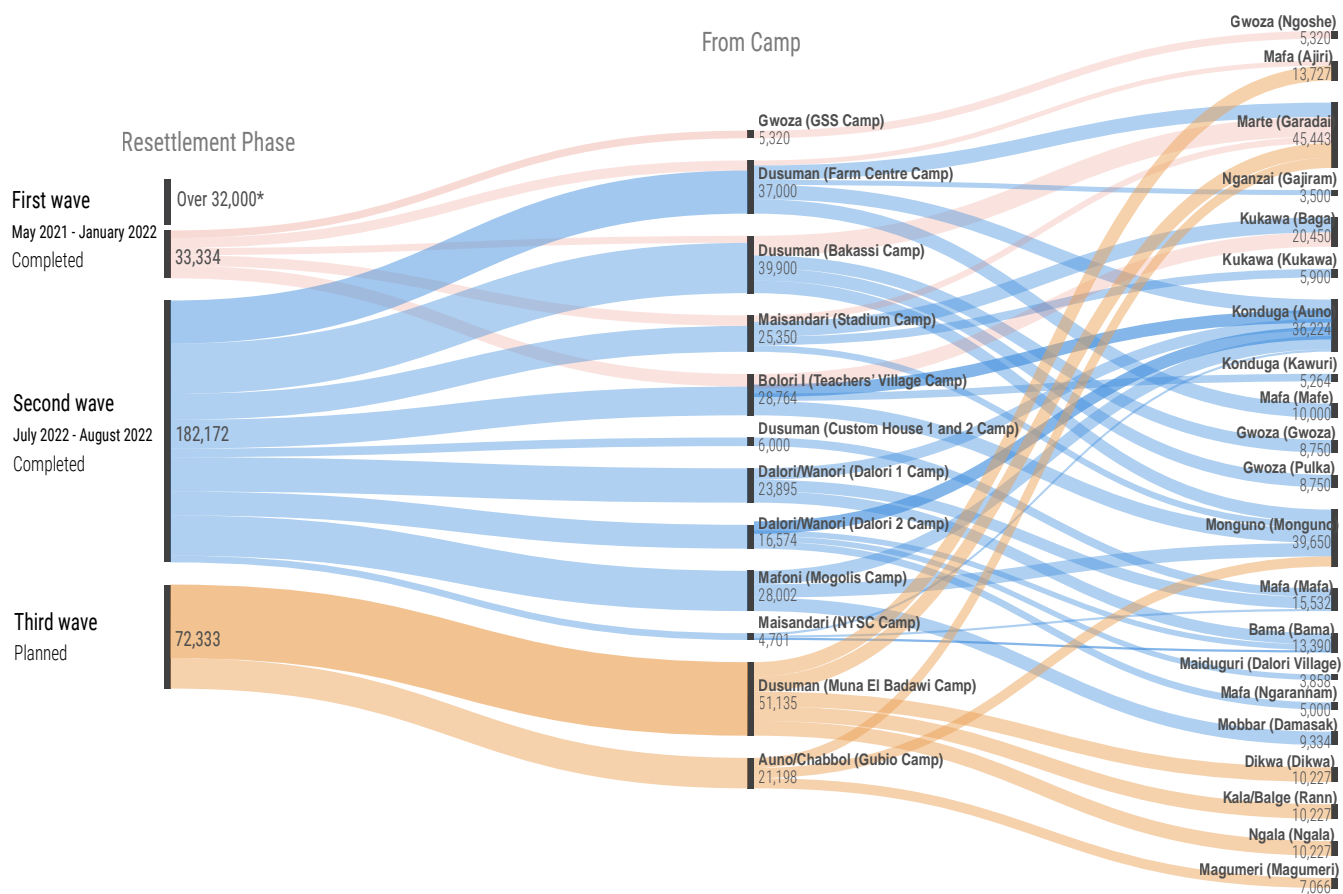 From Camp
Resettlement Phase
First wave
May 2021 - January 2022
Completed
Over 32,000*
33,334
Second wave
July 2022 - August 2022
Completed
182,172
Third wave
Planned
72,333
Gwoza (GSS Camp)
5,320
Dusuman (Farm Centre Camp)
37,000
Dusuman (Bakassi Camp)
39,900
Maisandari (Stadium Camp)
25,350
Bolori I (Teachers’ Village Camp)
28,764
Dusuman (Custom House 1 and 2 Camp)
6,000
Dalori/Wanori (Dalori 1 Camp)
23,895
Dalori/Wanori (Dalori 2 Camp)
16,574
Mafoni (Mogolis Camp)
28,002
Maisandari (NYSC Camp)
4,701
Dusuman (Muna El Badawi Camp)
51,135
Auno/Chabbol (Gubio Camp)
21,198
Gwoza (Ngoshe)
5,320
Mafa (Ajiri)
13,727
Marte (Garadai
45,443
Nganzai (Gajiram)
3,500
Kukawa (Baga)
20,450
Kukawa (Kukawa)
5,900
Konduga (Auno
36,224
Konduga (Kawuri)
5,264
Mafa (Mafe)
10,000
Gwoza (Gwoza)
8,750
Gwoza (Pulka)
8,750
Monguno (Monguno
39,650
Mafa (Mafa)
15,532
Bama (Bama)
13,390
Maiduguri (Dalori Village)
3,858
Mafa (Ngarannam)
5,000
Mobbar (Damasak)
9,334
Dikwa (Dikwa)
10,227
Kala/Balge (Rann)
10,227
Ngala (Ngala)
10,227
Magumeri (Magumeri)
7,066